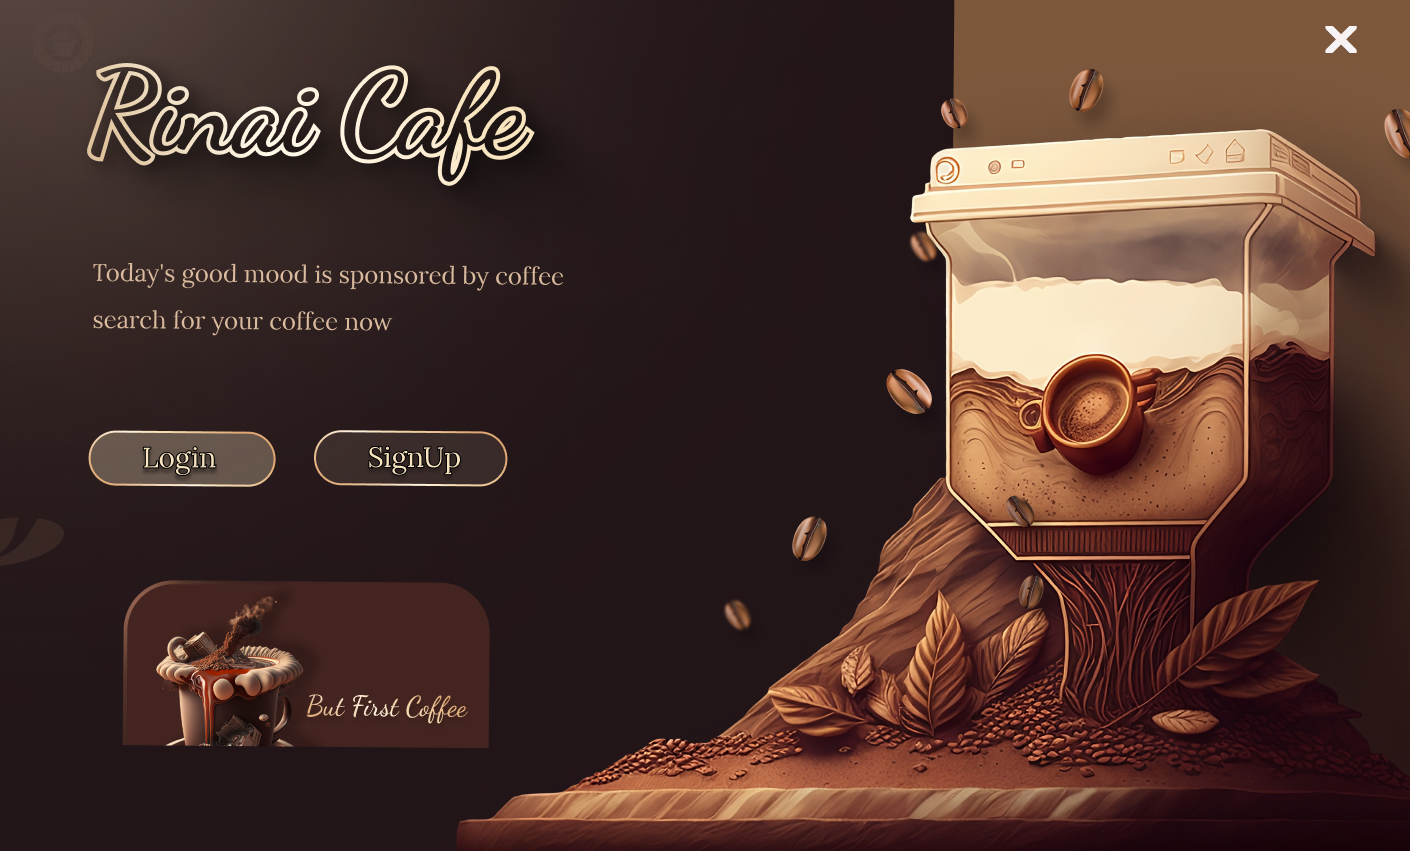 Rinai Cafe
Today's good mood is sponsored by coffee
search for your coffee now
Login
SignUp
But First Coffee